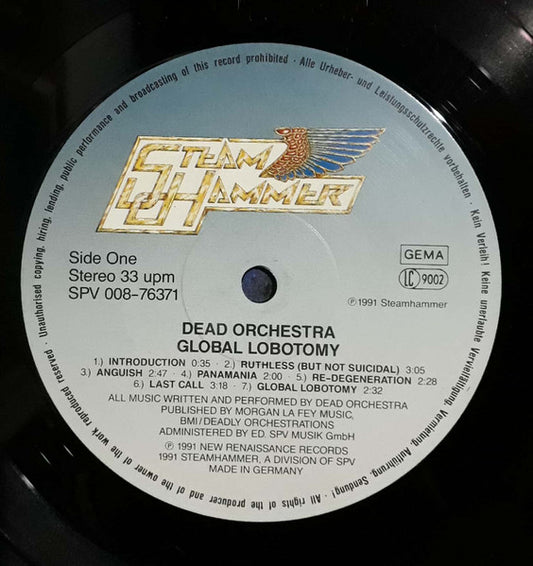 Unauthorised copying, hiring, lending, public performance and broadcasting of this record prohibited · Alle Urheber- und Leistungsschutzrechte vorbehalten · Kein Verleih! Keine unerlaubte Vervielfältigung, Vermietung, Aufführung, Sendung! · All rights of the producer and of the owner of the work reproduced reserved ·
STEAM
HAMMER
Side One
Stereo 33 upm
SPV 008-76371
GEMA
LC 9002
℗ 1991 Steamhammer
DEAD ORCHESTRA
GLOBAL LOBOTOMY
1.) INTRODUCTION 0:35 · 2.) RUTHLESS (BUT NOT SUICIDAL) 3:05
3.) ANGUISH 2:47 · 4.) PANAMANIA 2:00 · 5.) RE-DEGENERATION 2:28
6.) LAST CALL 3:18 · 7.) GLOBAL LOBOTOMY 2:32
ALL MUSIC WRITTEN AND PERFORMED BY DEAD ORCHESTRA
PUBLISHED BY MORGAN LA FEY MUSIC,
BMI/DEADLY ORCHESTRATIONS
ADMINISTERED BY ED. SPV MUSIK GmbH
℗ 1991 NEW RENAISSANCE RECORDS
1991 STEAMHAMMER, A DIVISION OF SPV
MADE IN GERMANY